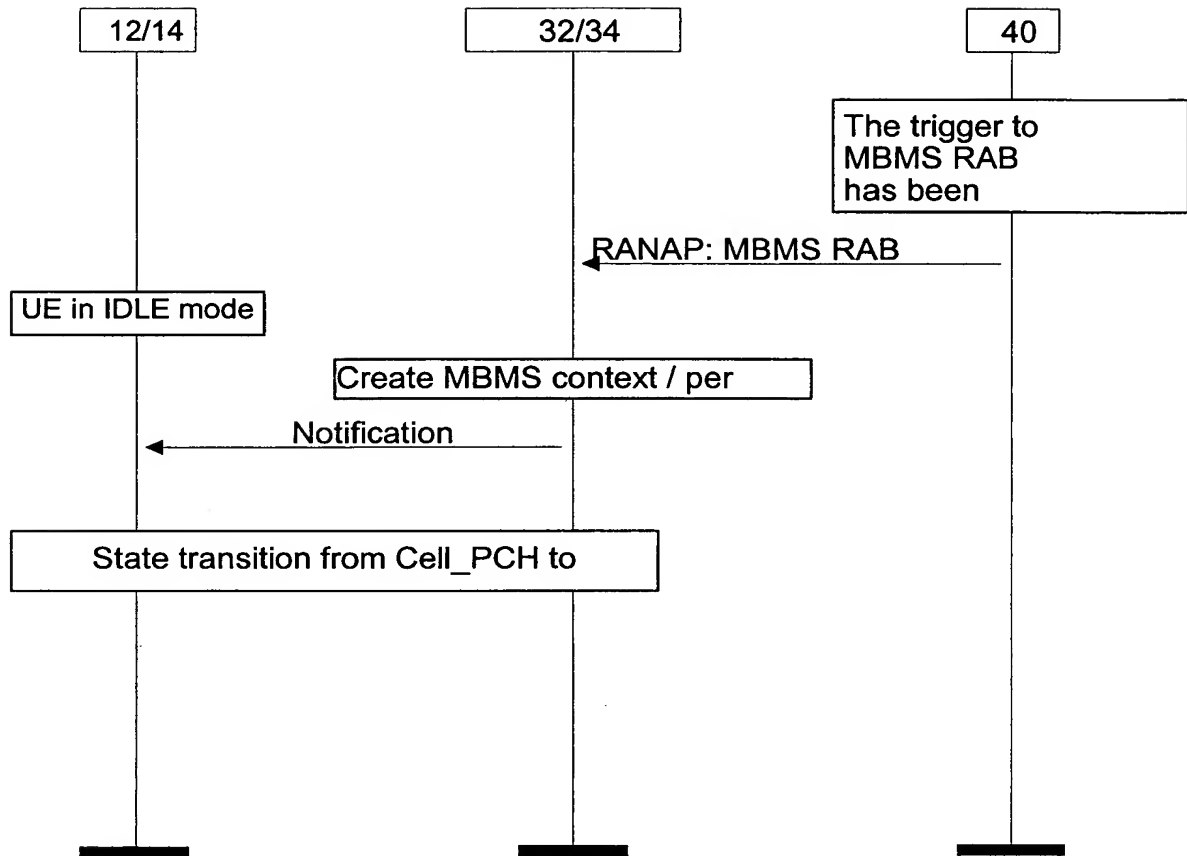 12/14
32/34
40
The trigger to
MBMS RAB
has been
RANAP: MBMS RAB
UE in IDLE mode
Create MBMS context / per
Notification
State transition from Cell_PCH to